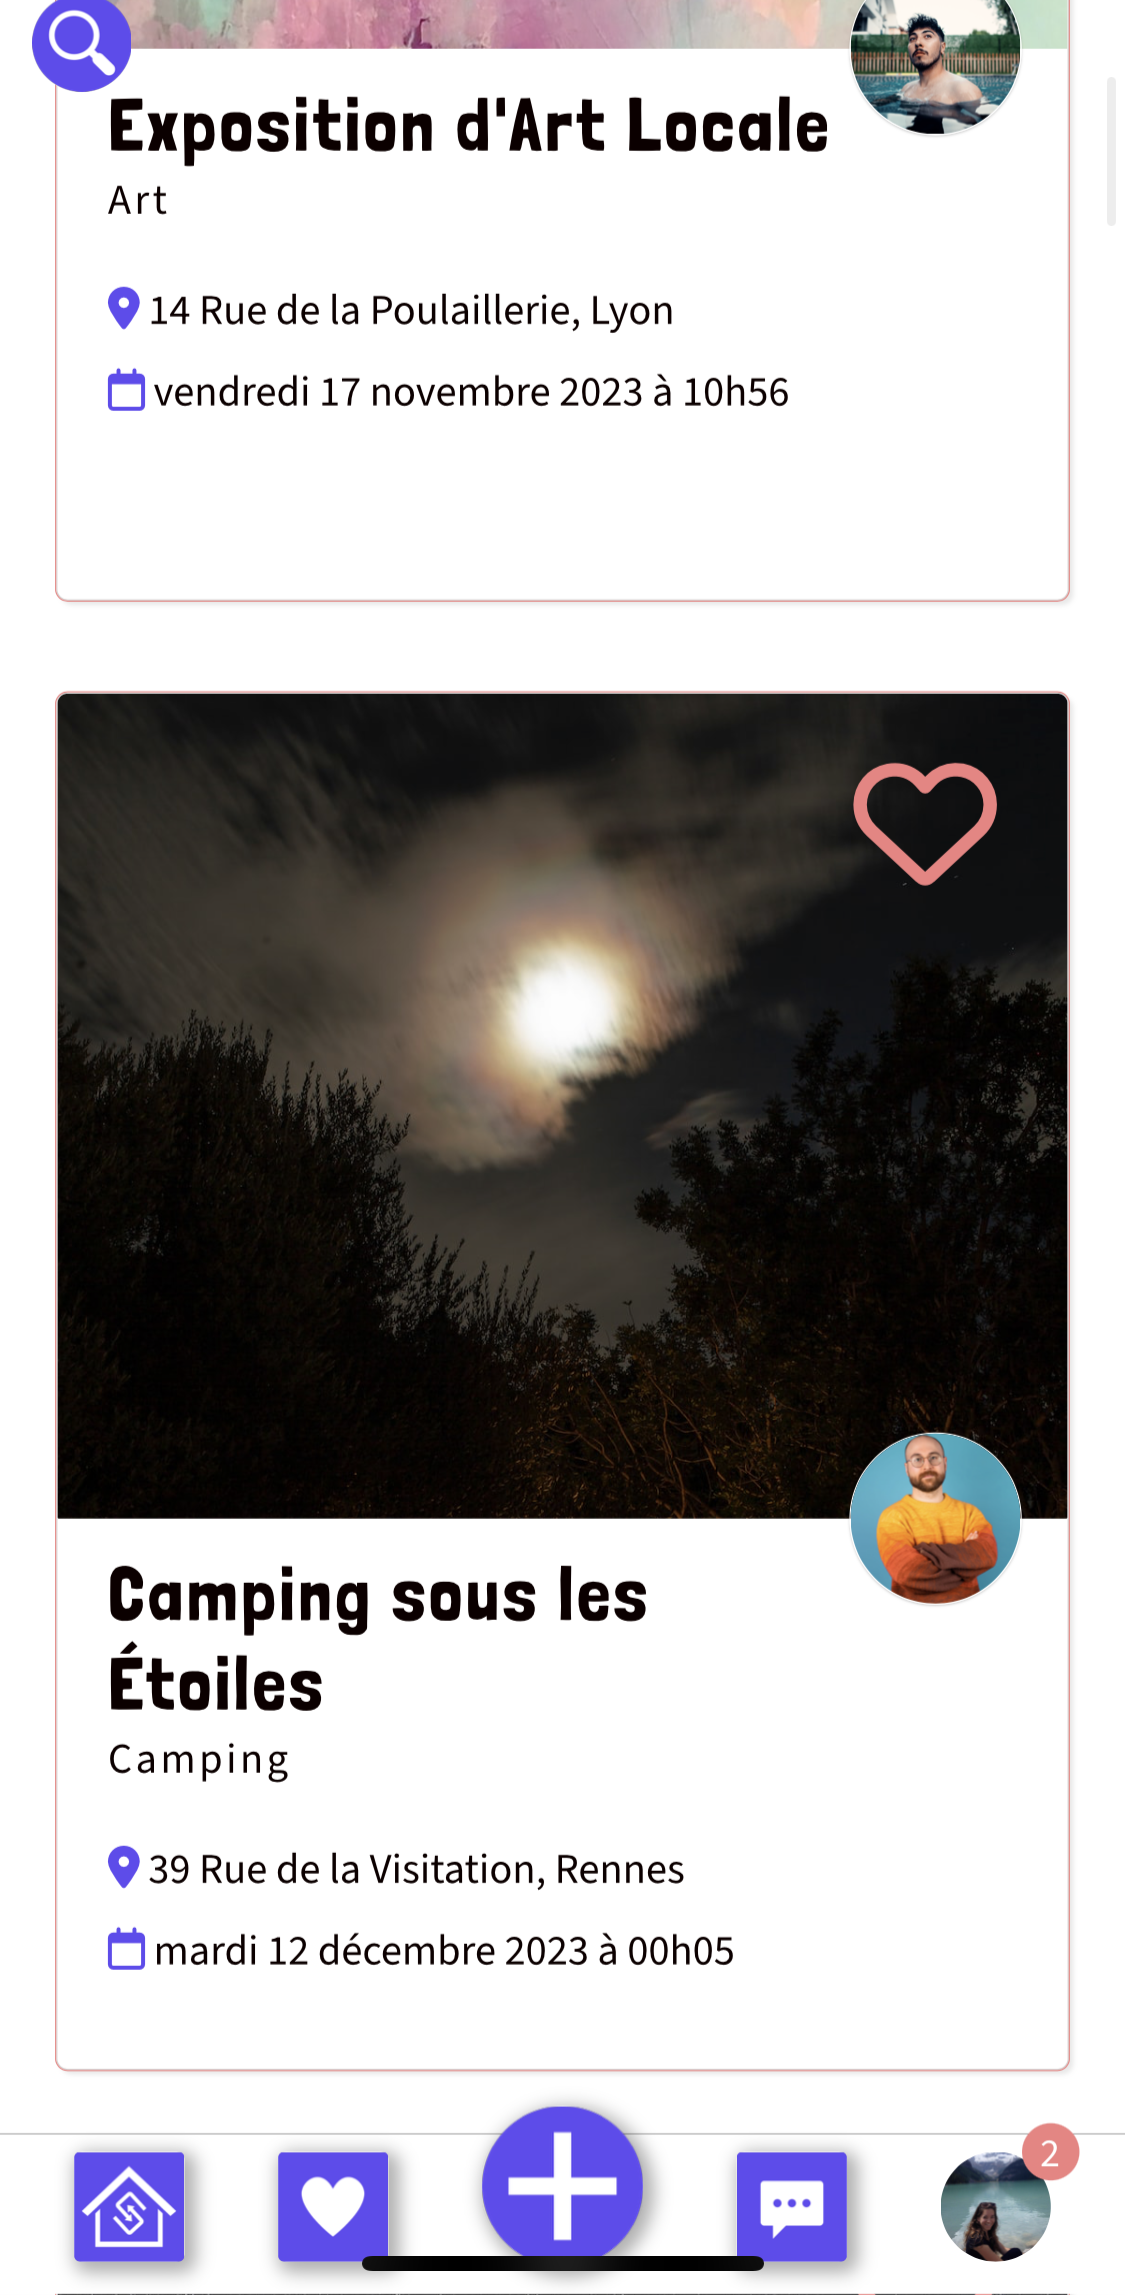 Exposition d'Art Locale
Art
14 Rue de la Poulaillerie, Lyon
vendredi 17 novembre 2023 à 10h56
Camping sous les
Étoiles
Camping
39 Rue de la Visitation, Rennes
mardi 12 décembre 2023 à 00h05
2